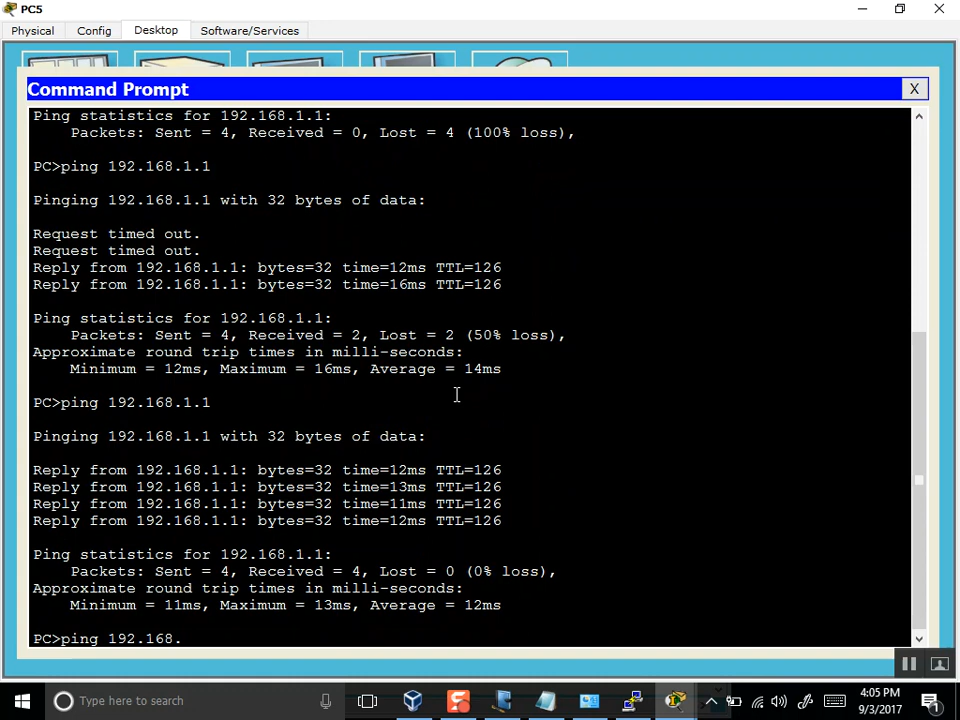 PC5
Physical Config Desktop Software/Services
Command Prompt X
Ping statistics for 192.168.1.1:
Packets: Sent = 4, Received = 0, Lost = 4 (100% loss),
PC>ping 192.168.1.1
Pinging 192.168.1.1 with 32 bytes of data:
Request timed out.
Request timed out.
Reply from 192.168.1.1: bytes=32 time=12ms TTL=126
Reply from 192.168.1.1: bytes=32 time=16ms TTL=126
Ping statistics for 192.168.1.1:
Packets: Sent = 4, Received = 2, Lost = 2 (50% loss),
Approximate round trip times in milli-seconds:
Minimum = 12ms, Maximum = 16ms, Average = 14ms
PC>ping 192.168.1.1
Pinging 192.168.1.1 with 32 bytes of data:
Reply from 192.168.1.1: bytes=32 time=12ms TTL=126
Reply from 192.168.1.1: bytes=32 time=13ms TTL=126
Reply from 192.168.1.1: bytes=32 time=11ms TTL=126
Reply from 192.168.1.1: bytes=32 time=12ms TTL=126
Ping statistics for 192.168.1.1:
Packets: Sent = 4, Received = 4, Lost = 0 (0% loss),
Approximate round trip times in milli-seconds:
Minimum = 11ms, Maximum = 13ms, Average = 12ms
PC>ping 192.168.
Type here to search
4:05 PM
9/3/2017
1